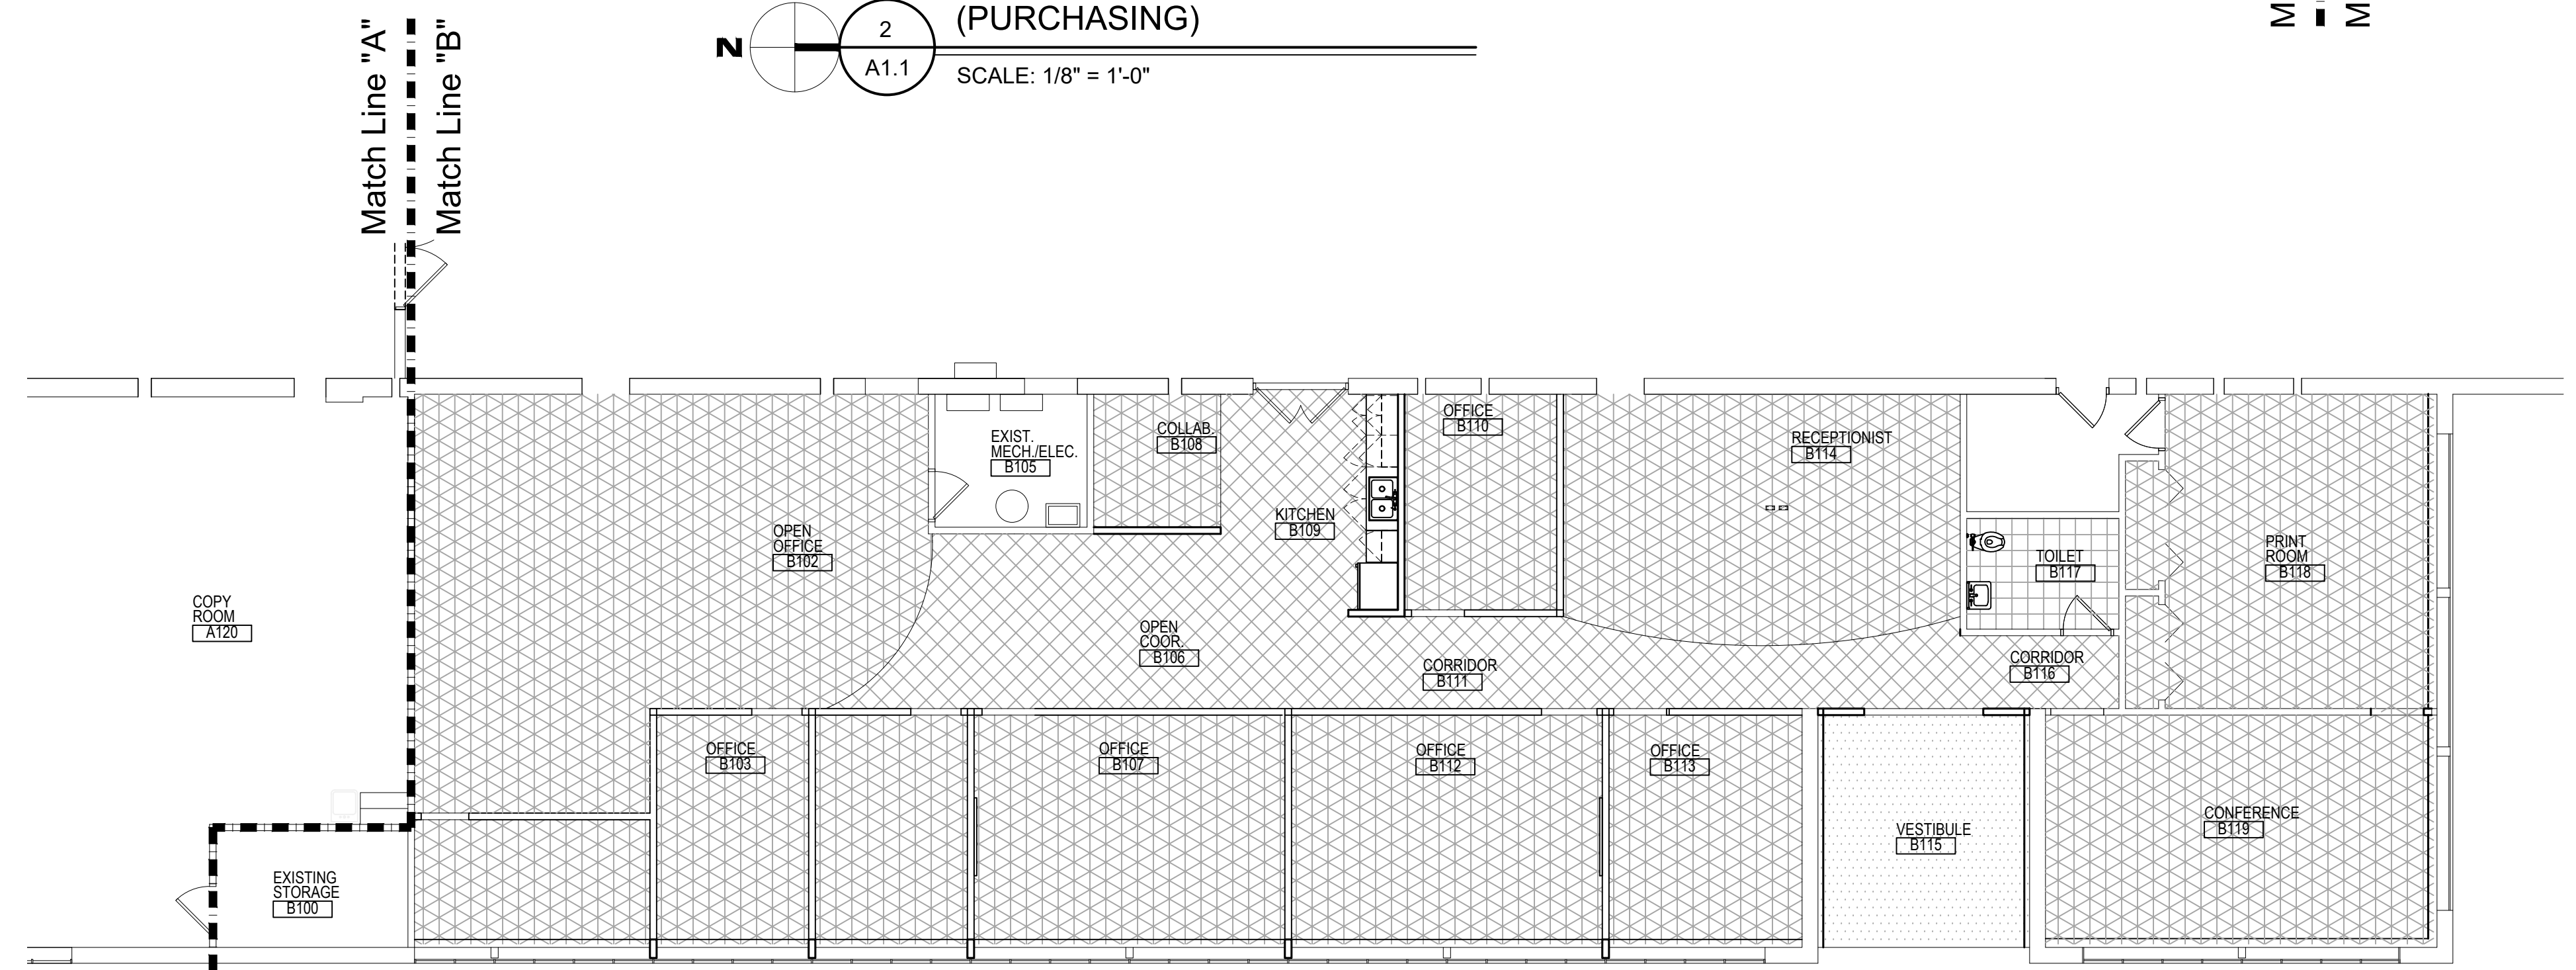 (PURCHASING)
N
2
A1.1
SCALE: 1/8" = 1'-0"
Match Line "A"
Match Line "B"
M
M
COPY
ROOM
A120
EXISTING
STORAGE
B100
OPEN
OFFICE
B102
EXIST.
MECH./ELEC.
B105
COLLAB.
B108
KITCHEN
B109
OFFICE
B110
RECEPTIONIST
B114
TOILET
B117
PRINT
ROOM
B118
OPEN
COOR.
B106
CORRIDOR
B111
CORRIDOR
B116
OFFICE
B103
OFFICE
B107
OFFICE
B112
OFFICE
B113
VESTIBULE
B115
CONFERENCE
B119